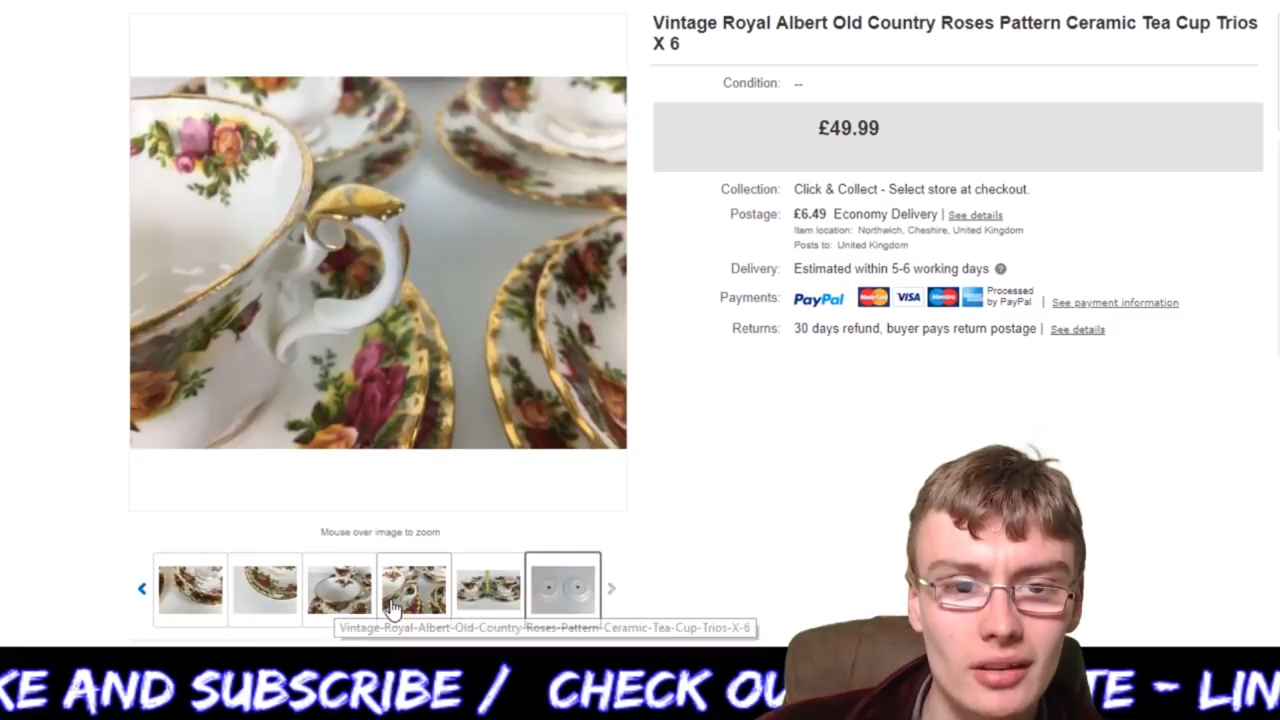 Vintage Royal Albert Old Country Roses Pattern Ceramic Tea Cup Trios
X 6
Condition: --
£49.99
Collection: Click & Collect - Select store at checkout.
Postage: £6.49 Economy Delivery | See details
Item location: Northwich, Cheshire, United Kingdom
Posts to: United Kingdom
Delivery: Estimated within 5-6 working days
Payments: PayPal MasterCard VISA Maestro Processed by PayPal | See payment information
Returns: 30 days refund, buyer pays return postage | See details
Mouse over image to zoom
Vintage-Royal-Albert-Old-Country-Roses-Pattern-Ceramic-Tea-Cup-Trios-X-6
KE AND SUBSCRIBE / CHECK OU TE - LIN